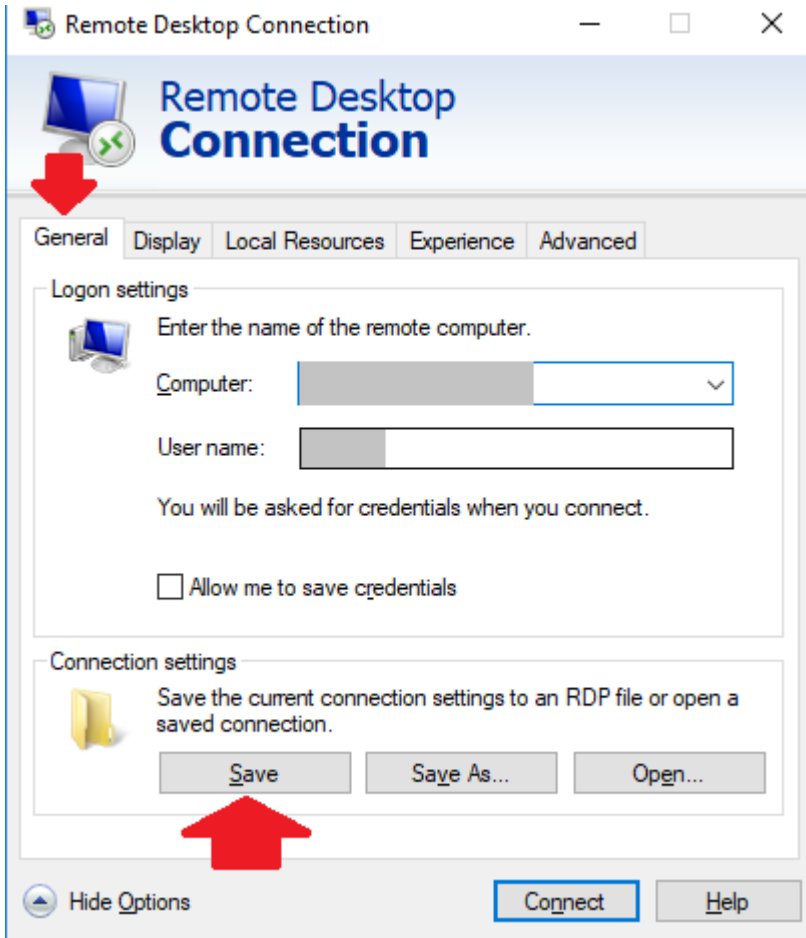 Remote Desktop Connection
Remote Desktop
Connection
General Display Local Resources Experience Advanced
Logon settings
Enter the name of the remote computer.
Computer:
User name:
You will be asked for credentials when you connect.
Allow me to save credentials
Connection settings
Save the current connection settings to an RDP file or open a
saved connection.
Save Save As... Open...
Hide Options Connect Help